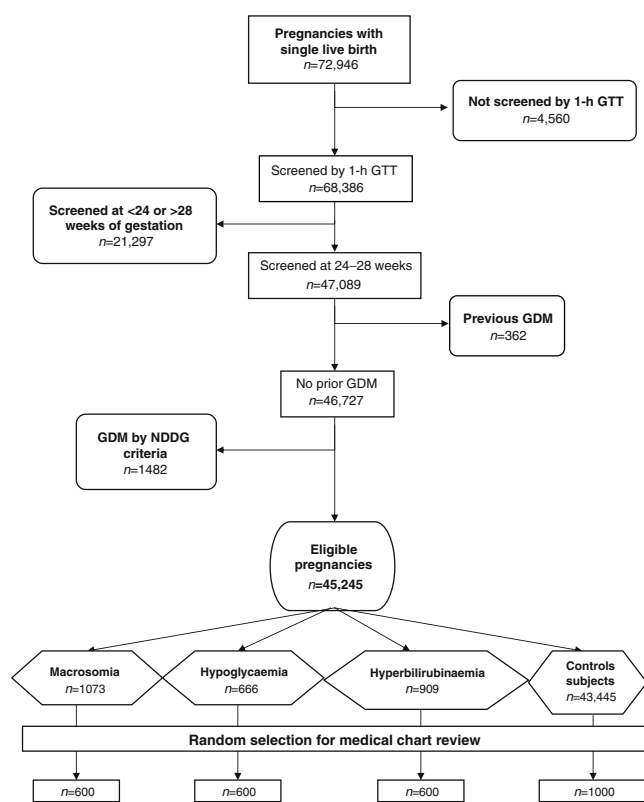 Pregnancies with
single live birth
n=72,946
Not screened by 1-h GTT
n=4,560
Screened by 1-h GTT
n=68,386
Screened at <24 or >28
weeks of gestation
n=21,297
Screened at 24–28 weeks
n=47,089
Previous GDM
n=362
No prior GDM
n=46,727
GDM by NDDG
criteria
n=1482
Eligible
pregnancies
n=45,245
Macrosomia
n=1073
Hypoglycaemia
n=666
Hyperbilirubinaemia
n=909
Controls
subjects
n=43,445
Random selection for medical chart review
n=600
n=600
n=600
n=1000